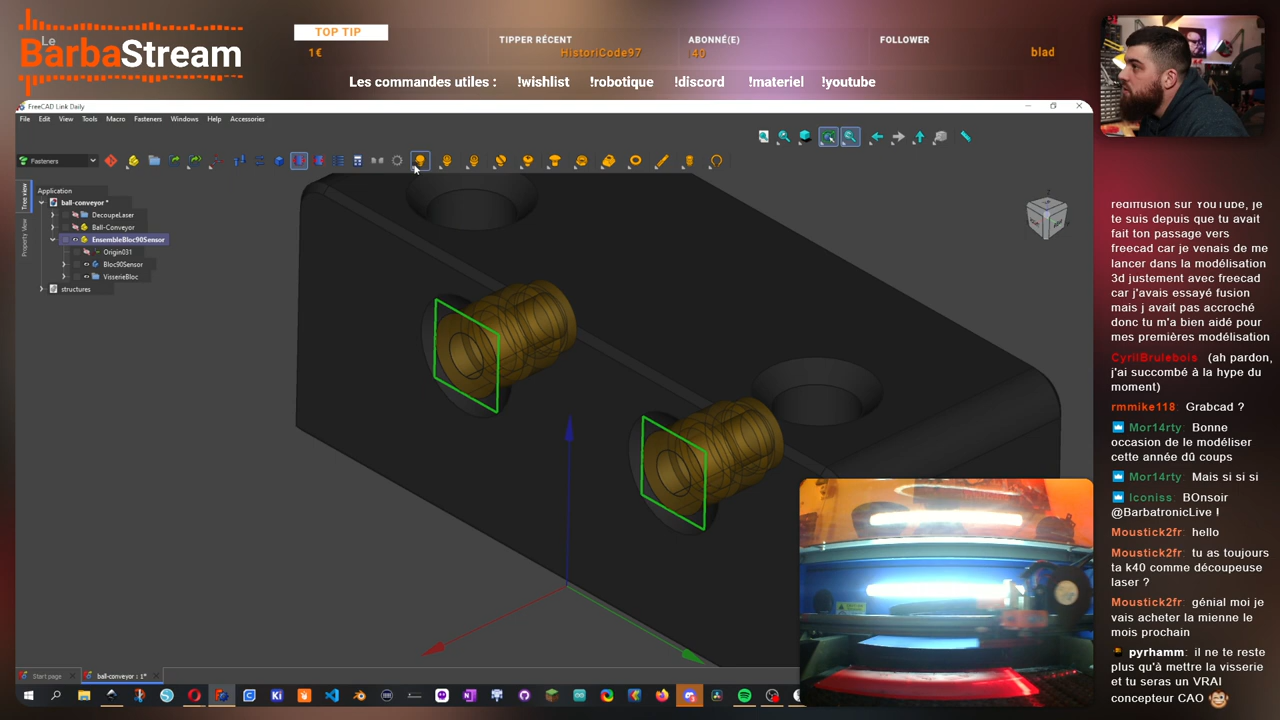 Le
BarbaStream
TOP TIP
1€
TIPPER RÉCENT
HistoriCode97
ABONNÉ(E)
40
FOLLOWER
blad
Les commandes utiles : !wishlist !robotique !discord !materiel !youtube
FreeCAD Link Daily
File Edit View Tools Macro Fasteners Windows Help Accessories
Fasteners
Tree view
Property View
Application
ball-conveyor *
DecoupeLaser
Ball-Conveyor
EnsembleBloc90Sensor
Origin031
Bloc90Sensor
VisserieBloc
structures
Start page
ball-conveyor : 1*
rediffusion sur YouTube, je
te suis depuis que tu avait
fait ton passage vers
freecad car je venais de me
lancer dans la modélisation
3d justement avec freecad
car j'avais essayé fusion
mais j avait pas accroché
donc tu m'a bien aidé pour
mes premières modélisation
CyrilBrulebois: (ah pardon,
j'ai succombé à la hype du
moment)
rmmike118: Grabcad ?
Mor14rty: Bonne
occasion de le modéliser
cette année dû coups
Mor14rty: Mais si si si
Iconiss: BOnsoir
@BarbatronicLive !
Moustick2fr: hello
Moustick2fr: tu as toujours
ta k40 comme découpeuse
laser ?
Moustick2fr: génial moi je
vais acheter la mienne le
mois prochain
pyrhamm: il ne te reste
plus qu'à mettre la visserie
et tu seras un VRAI
concepteur CAO